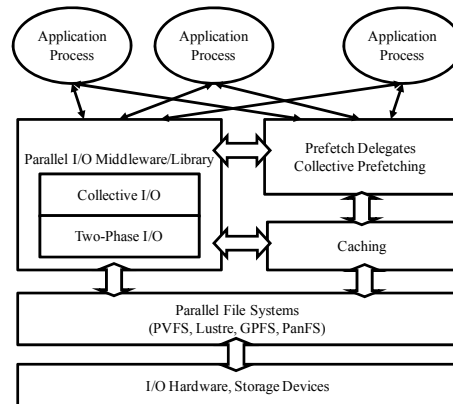 Application
Process
Application
Process
Application
Process
Parallel I/O Middleware/Library
Collective I/O
Two-Phase I/O
Prefetch Delegates
Collective Prefetching
Caching
Parallel File Systems
(PVFS, Lustre, GPFS, PanFS)
I/O Hardware, Storage Devices